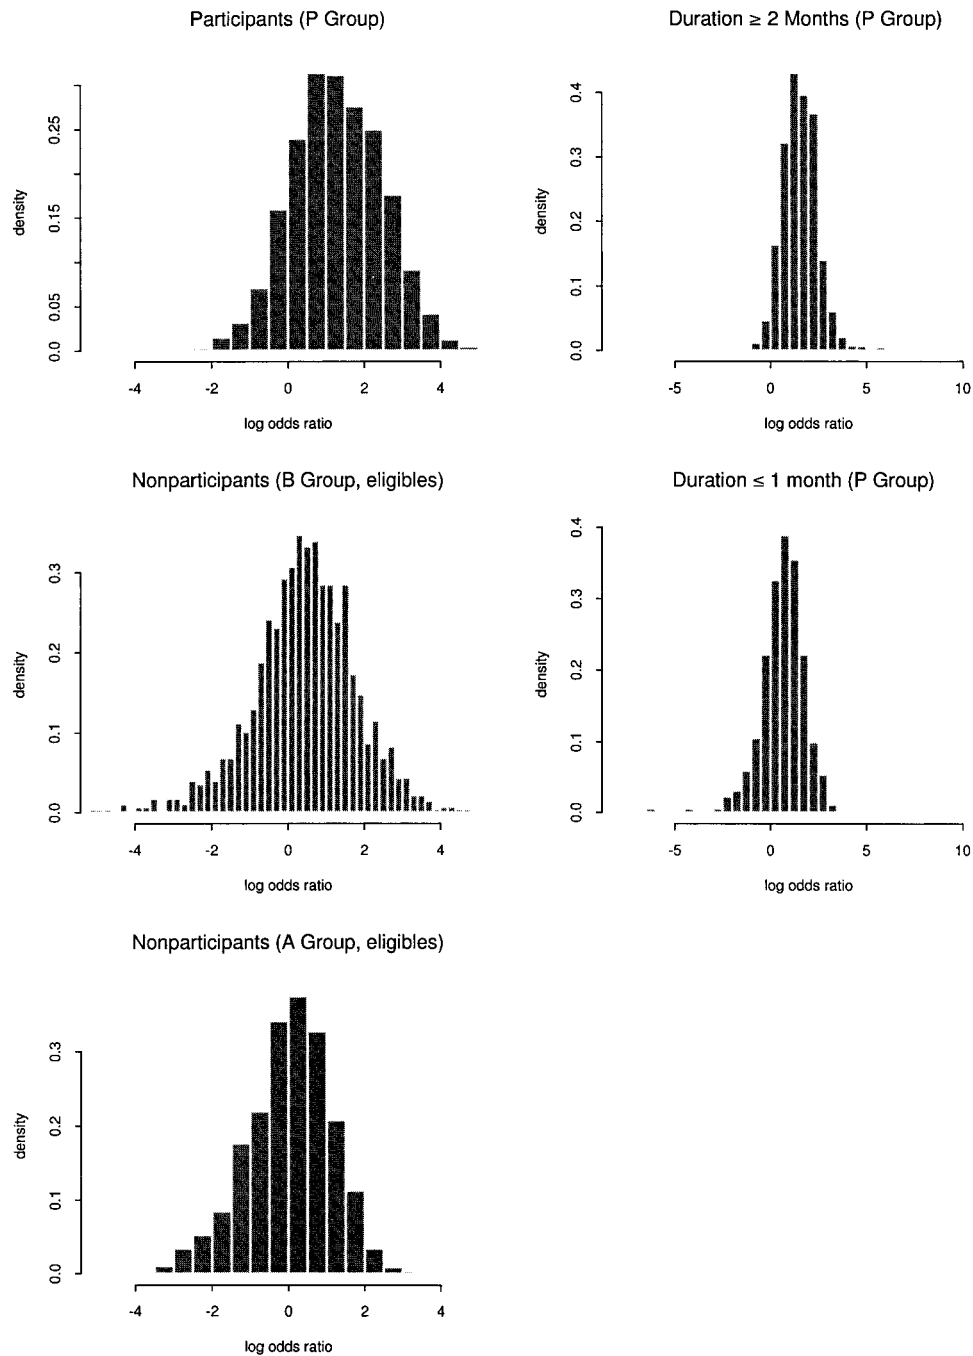 Participants (P Group)
0.25
0.15
0.05
0.0
density
-4 -2 0 2 4
log odds ratio
Duration ≥ 2 Months (P Group)
0.4
0.3
0.2
0.1
0.0
density
-5 0 5 10
log odds ratio
Nonparticipants (B Group, eligibles)
0.3
0.2
0.1
0.0
density
-4 -2 0 2 4
log odds ratio
Duration ≤ 1 month (P Group)
0.4
0.3
0.2
0.1
0.0
density
-5 0 5 10
log odds ratio
Nonparticipants (A Group, eligibles)
0.3
0.2
0.1
0.0
density
-4 -2 0 2 4
log odds ratio